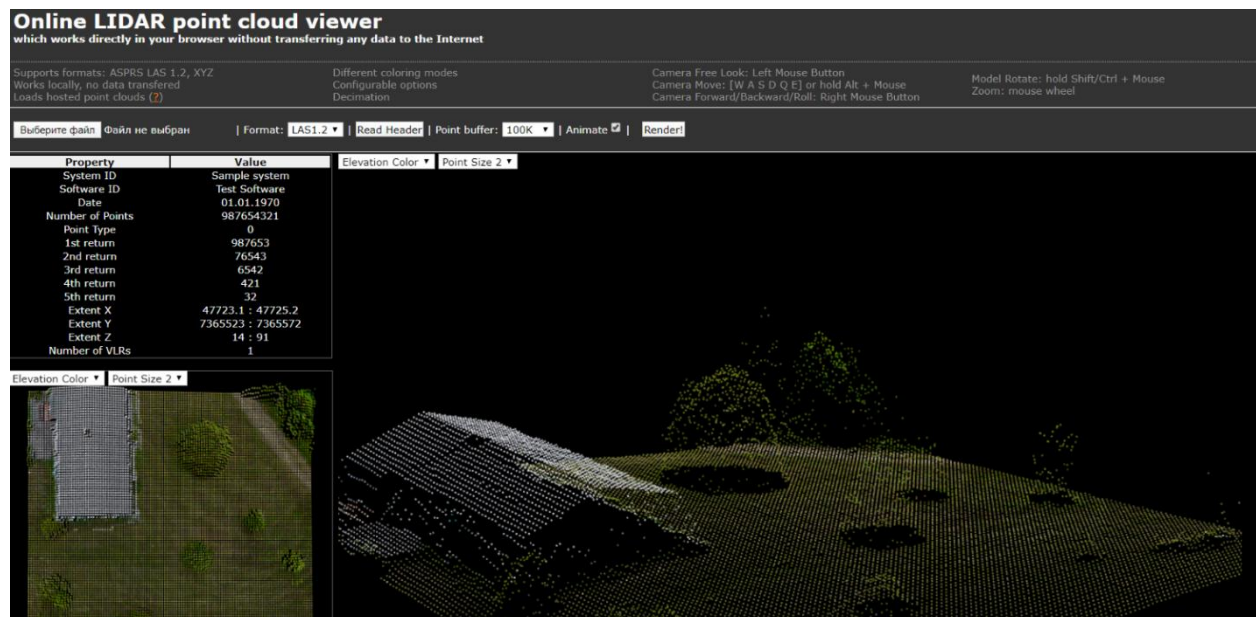 Online LIDAR point cloud viewer
which works directly in your browser without transferring any data to the Internet
Supports formats: ASPRS LAS 1.2, XYZ
Works locally, no data transfered
Loads hosted point clouds (?)
Different coloring modes
Configurable options
Decimation
Camera Free Look: Left Mouse Button
Camera Move: [W A S D Q E] or hold Alt + Mouse
Camera Forward/Backward/Roll: Right Mouse Button
Model Rotate: hold Shift/Ctrl + Mouse
Zoom: mouse wheel
Выберите файл Файл не выбран | Format: LAS1.2 | Read Header | Point buffer: 100K | Animate | Render!
Property Value
System ID Sample system
Software ID Test Software
Date 01.01.1970
Number of Points 987654321
Point Type 0
1st return 987653
2nd return 76543
3rd return 6542
4th return 421
5th return 32
Extent X 47723.1 : 47725.2
Extent Y 7365523 : 7365572
Extent Z 14 : 91
Number of VLRs 1
Elevation Color Point Size 2
Elevation Color Point Size 2